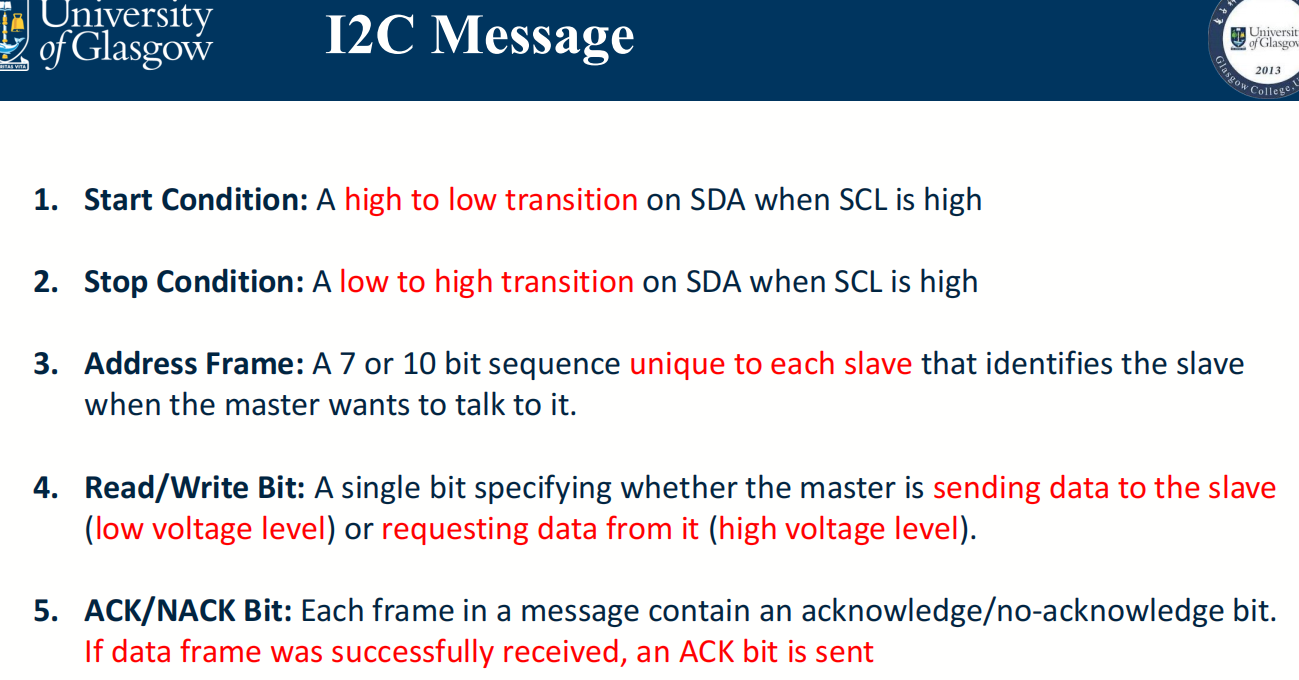 University
of Glasgow
I2C Message
University
of Glasgow
2013
Glasgow College,
1. Start Condition: A high to low transition on SDA when SCL is high
2. Stop Condition: A low to high transition on SDA when SCL is high
3. Address Frame: A 7 or 10 bit sequence unique to each slave that identifies the slave
when the master wants to talk to it.
4. Read/Write Bit: A single bit specifying whether the master is sending data to the slave
(low voltage level) or requesting data from it (high voltage level).
5. ACK/NACK Bit: Each frame in a message contain an acknowledge/no-acknowledge bit.
If data frame was successfully received, an ACK bit is sent